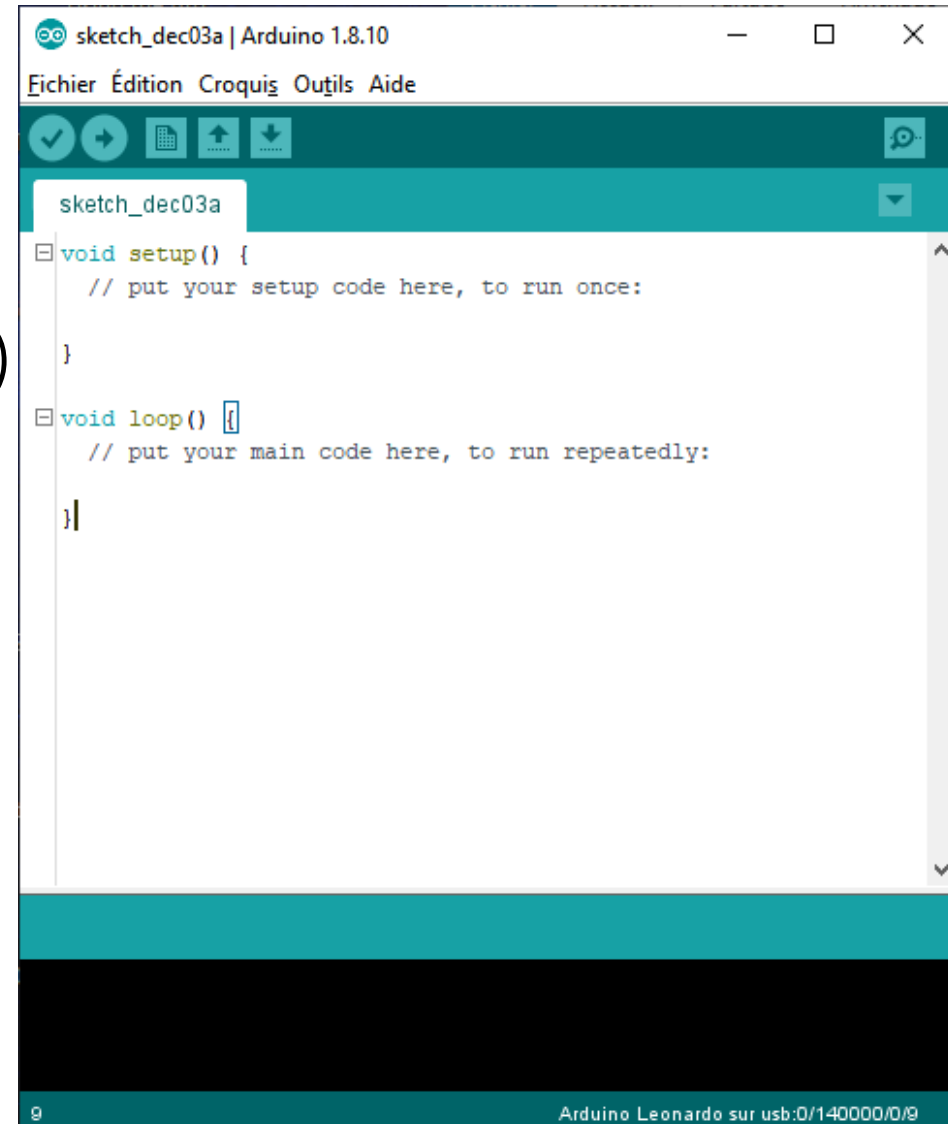 sketch_dec03a | Arduino 1.8.10
Fichier Édition Croquis Outils Aide
sketch_dec03a
void setup() {
// put your setup code here, to run once:
}
)
void loop() {
// put your main code here, to run repeatedly:
}
9 Arduino Leonardo sur usb:0/140000/0/9